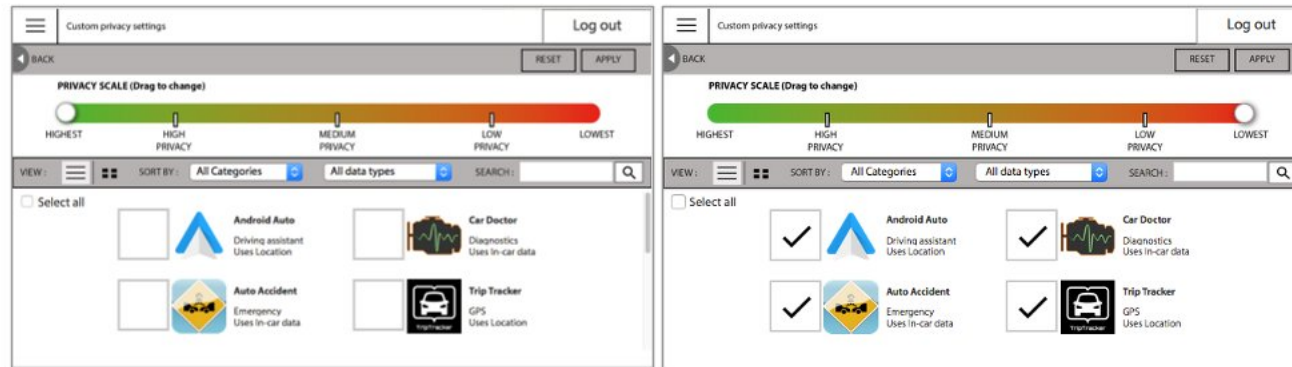 Custom privacy settings
Log out
BACK
RESET
APPLY
PRIVACY SCALE (Drag to change)
HIGHEST
HIGH PRIVACY
MEDIUM PRIVACY
LOW PRIVACY
LOWEST
VIEW :
SORT BY :
All Categories
All data types
SEARCH :
Select all
Android Auto
Driving assistant
Uses Location
Car Doctor
Diagnostics
Uses In-car data
Auto Accident
Emergency
Uses In-car data
TripTracker
Trip Tracker
GPS
Uses Location
Custom privacy settings
Log out
BACK
RESET
APPLY
PRIVACY SCALE (Drag to change)
HIGHEST
HIGH PRIVACY
MEDIUM PRIVACY
LOW PRIVACY
LOWEST
VIEW :
SORT BY :
All Categories
All data types
SEARCH :
Select all
Android Auto
Driving assistant
Uses Location
Car Doctor
Diagnostics
Uses In-car data
Auto Accident
Emergency
Uses In-car data
TripTracker
Trip Tracker
GPS
Uses Location